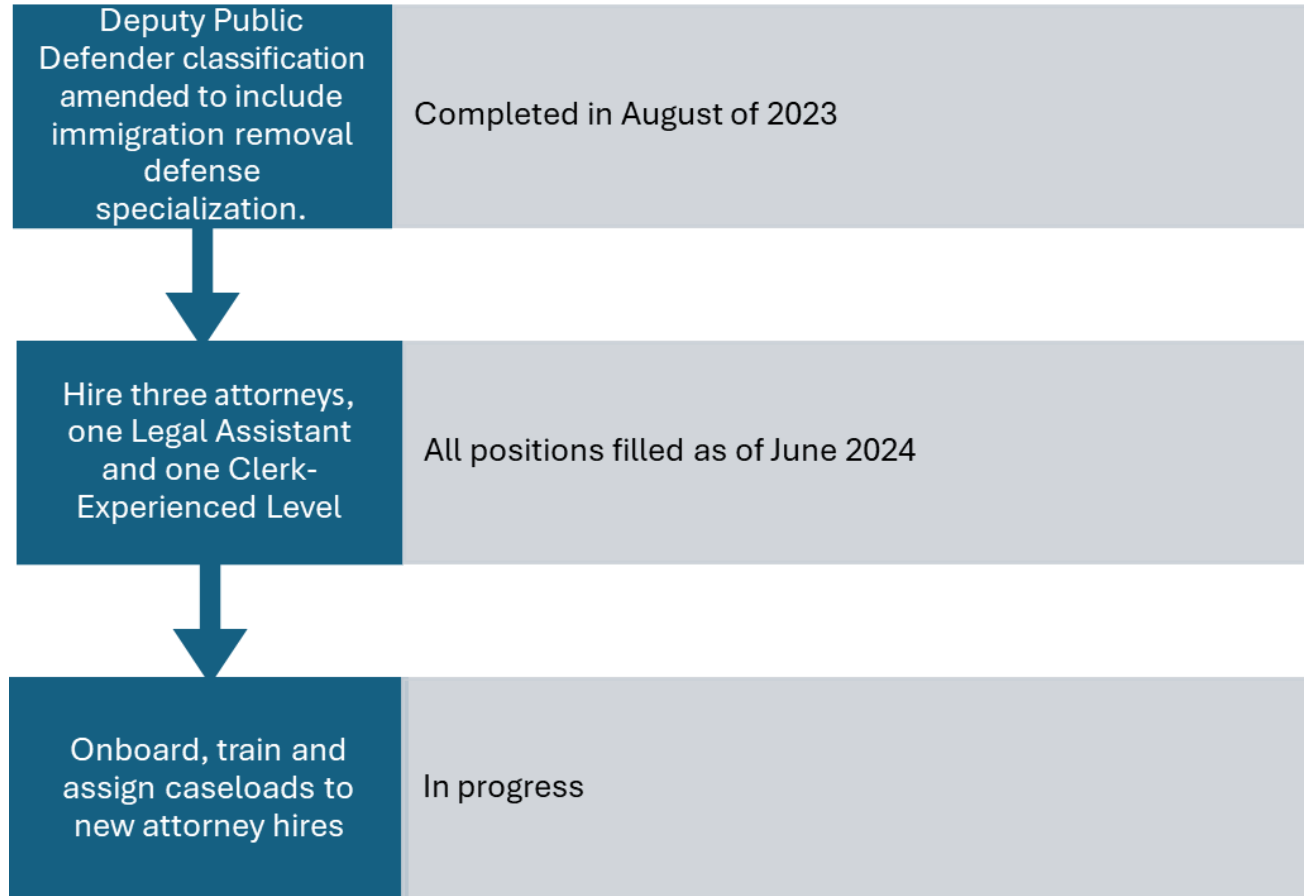 Deputy Public
Defender classification
amended to include
immigration removal
defense
specialization.
Completed in August of 2023
Hire three attorneys,
one Legal Assistant
and one Clerk-
Experienced Level
All positions filled as of June 2024
Onboard, train and
assign caseloads to
new attorney hires
In progress